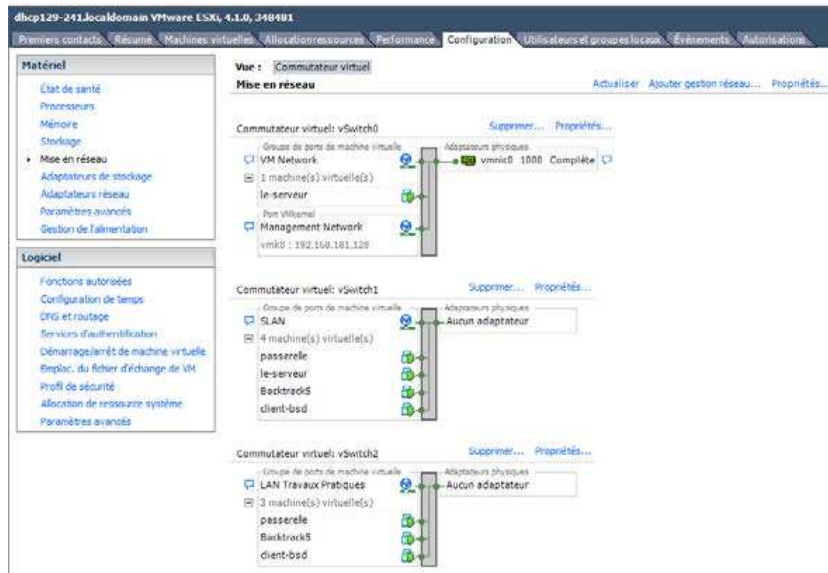 dhcp129-241.localdomain VMware ESXi, 4.1.0, 348481
Premiers contacts Résumé Machines virtuelles Allocation ressources Performance Configuration Utilisateurs et groupes locaux Événements Autorisations
Matériel
État de santé
Processeurs
Mémoire
Stockage
Mise en réseau
Adaptateurs de stockage
Adaptateurs réseau
Paramètres avancés
Gestion de l'alimentation
Logiciel
Fonctions autorisées
Configuration de temps
DNS et routage
Services d'authentification
Démarrage/arrêt de machine virtuelle
Emplac. du fichier d'échange de VM
Profil de sécurité
Allocation de ressource système
Paramètres avancés
Vue : Commutateur virtuel
Mise en réseau Actualiser Ajouter gestion réseau... Propriétés...
Commutateur virtuel: vSwitch0 Supprimer... Propriétés...
Groupe de ports de machine virtuelle Adaptateurs physiques
VM Network vmnic0 1000 Complète
1 machine(s) virtuelle(s)
le-serveur
Port VMkernel
Management Network
vmk0 : 192.168.181.128
Commutateur virtuel: vSwitch1 Supprimer... Propriétés...
Groupe de ports de machine virtuelle Adaptateurs physiques
SLAN Aucun adaptateur
4 machine(s) virtuelle(s)
passerelle
le-serveur
Backtrack5
client-bsd
Commutateur virtuel: vSwitch2 Supprimer... Propriétés...
Groupe de ports de machine virtuelle Adaptateurs physiques
LAN Travaux Pratiques Aucun adaptateur
3 machine(s) virtuelle(s)
passerelle
Backtrack5
client-bsd